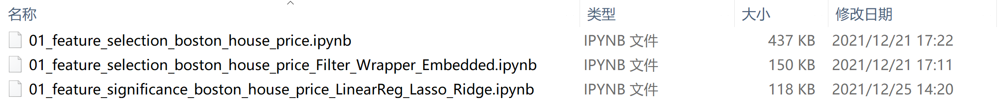 名称 类型 大小 修改日期
01_feature_selection_boston_house_price.ipynb IPYNB 文件 437 KB 2021/12/21 17:22
01_feature_selection_boston_house_price_Filter_Wrapper_Embedded.ipynb IPYNB 文件 150 KB 2021/12/21 17:11
01_feature_significance_boston_house_price_LinearReg_Lasso_Ridge.ipynb IPYNB 文件 118 KB 2021/12/25 14:20